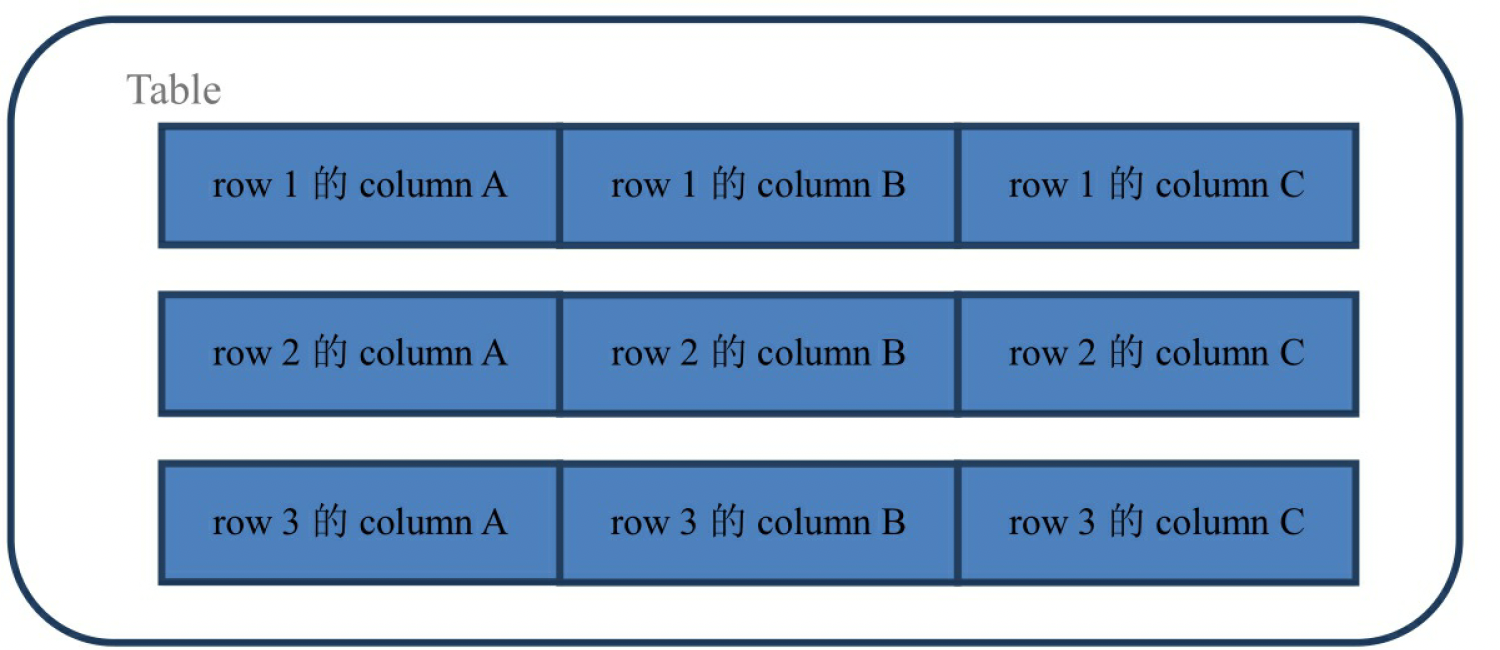 Table
row 1 的 column A row 1 的 column B row 1 的 column C
row 2 的 column A row 2 的 column B row 2 的 column C
row 3 的 column A row 3 的 column B row 3 的 column C